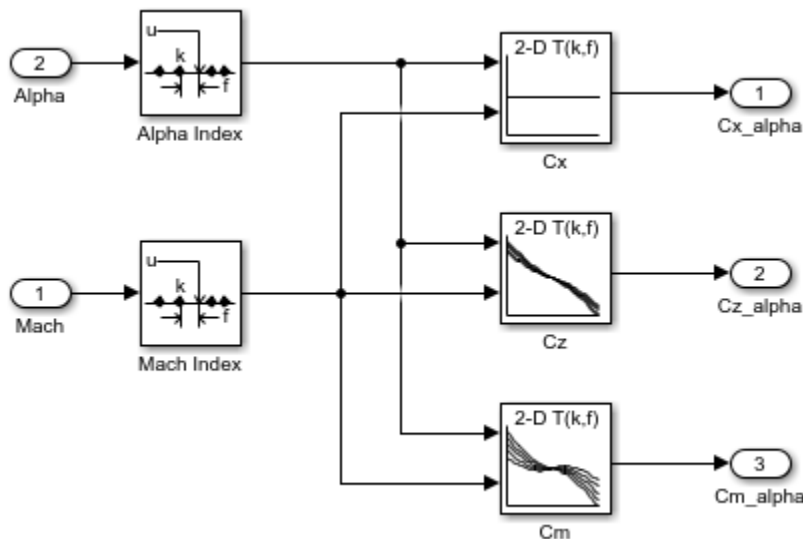 2
Alpha
u
k
f
Alpha Index
2-D T(k,f)
Cx
1
Cx_alpha
1
Mach
u
k
f
Mach Index
2-D T(k,f)
Cz
2
Cz_alpha
2-D T(k,f)
Cm
3
Cm_alpha